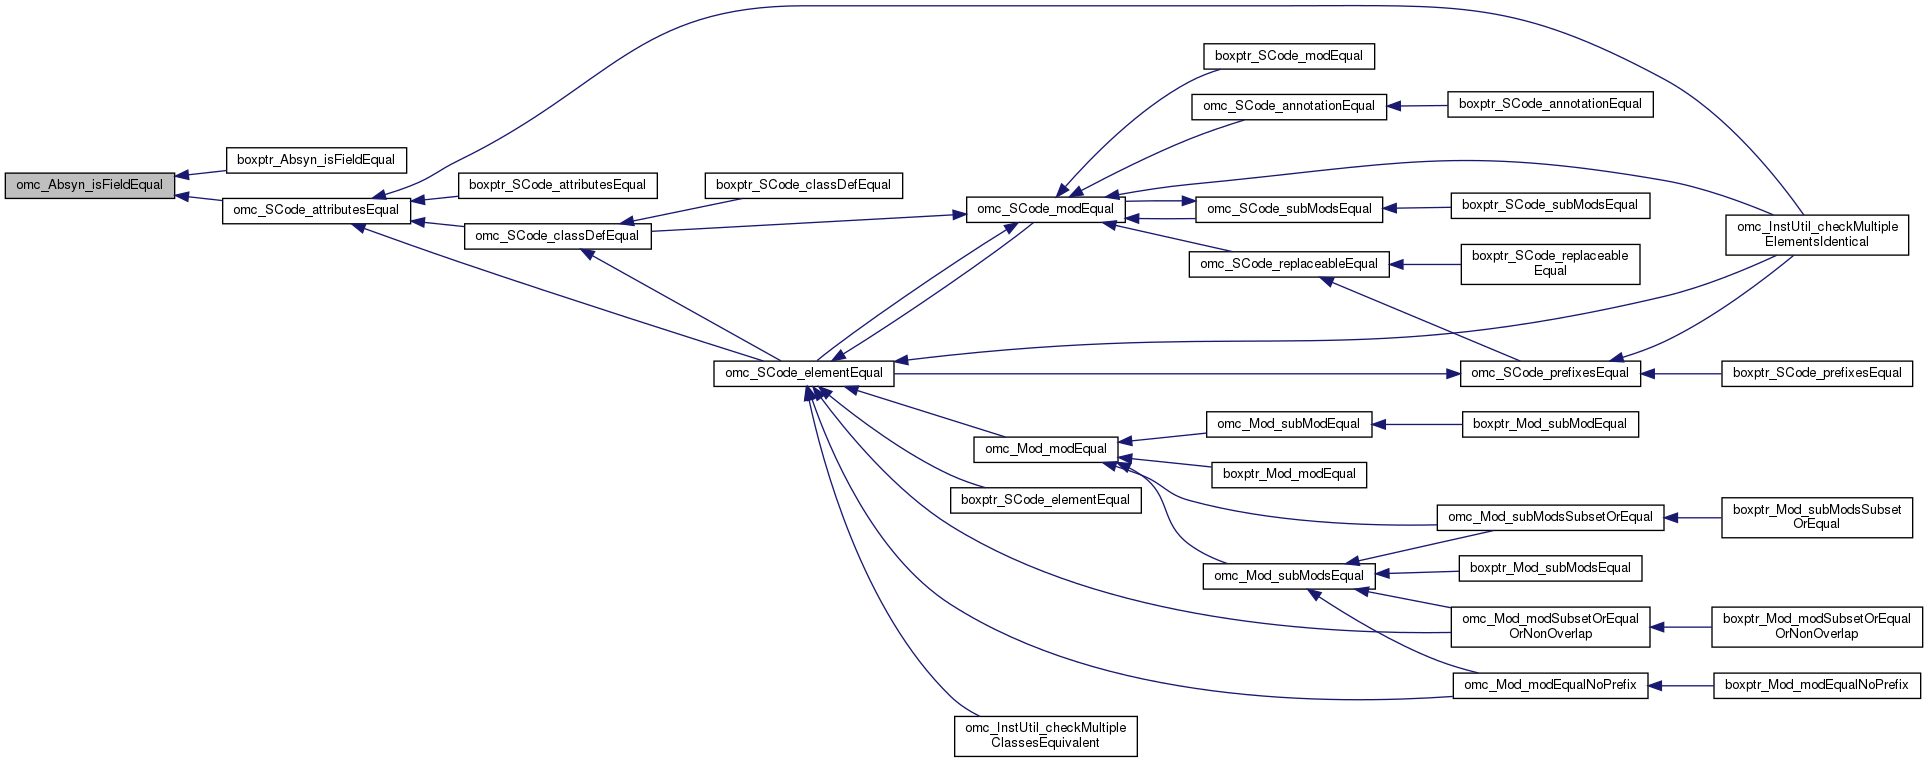 omc_Absyn_isFieldEqual
boxptr_Absyn_isFieldEqual
omc_SCode_attributesEqual
boxptr_SCode_attributesEqual
omc_SCode_classDefEqual
boxptr_SCode_classDefEqual
omc_SCode_elementEqual
omc_SCode_modEqual
boxptr_SCode_modEqual
omc_SCode_annotationEqual
boxptr_SCode_annotationEqual
omc_SCode_subModsEqual
boxptr_SCode_subModsEqual
omc_SCode_replaceableEqual
boxptr_SCode_replaceable
Equal
omc_InstUtil_checkMultiple
ElementsIdentical
omc_SCode_prefixesEqual
boxptr_SCode_prefixesEqual
omc_Mod_modEqual
omc_Mod_subModEqual
boxptr_Mod_subModEqual
boxptr_Mod_modEqual
boxptr_SCode_elementEqual
omc_Mod_subModsSubsetOrEqual
boxptr_Mod_subModsSubset
OrEqual
omc_Mod_subModsEqual
boxptr_Mod_subModsEqual
omc_Mod_modSubsetOrEqual
OrNonOverlap
boxptr_Mod_modSubsetOrEqual
OrNonOverlap
omc_Mod_modEqualNoPrefix
boxptr_Mod_modEqualNoPrefix
omc_InstUtil_checkMultiple
ClassesEquivalent